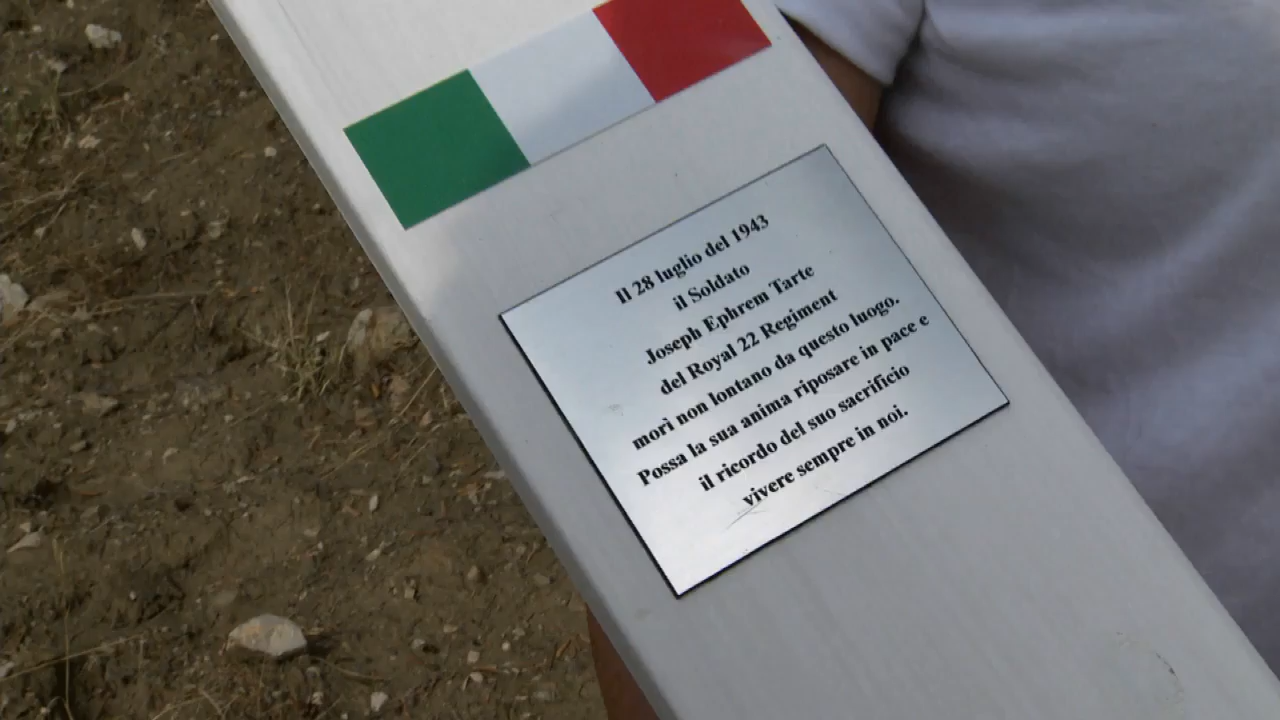 Il 28 luglio del 1943
il Soldato
Joseph Ephrem Tarte
del Royal 22 Regiment
morì non lontano da questo luogo.
Possa la sua anima riposare in pace e
il ricordo del suo sacrificio
vivere sempre in noi.